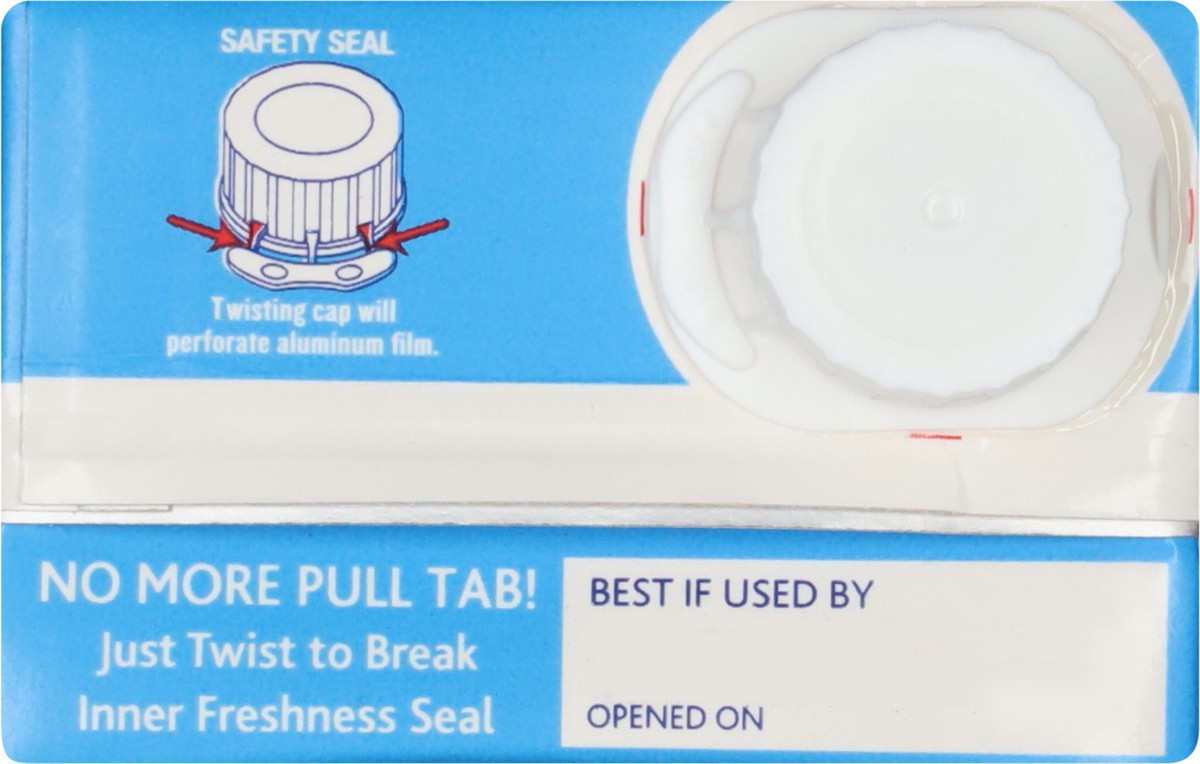 SAFETY SEAL
Twisting cap will
perforate aluminum film.
NO MORE PULL TAB!
Just Twist to Break
Inner Freshness Seal
BEST IF USED BY
OPENED ON